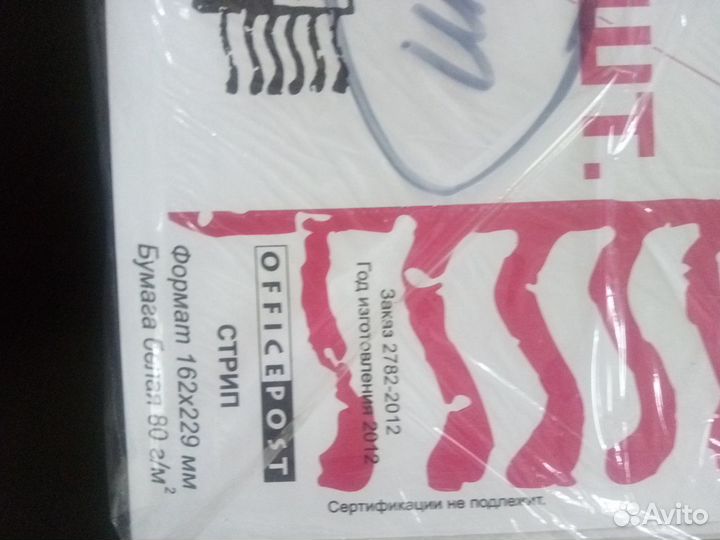 ШТ.
Формат 162x229 мм
Бумага белая 80 г/м²
СТРИП
OFFICEPOST
Заказ 2782-2012
Год изготовления 2012
Сертификации не подлежит.
Avito